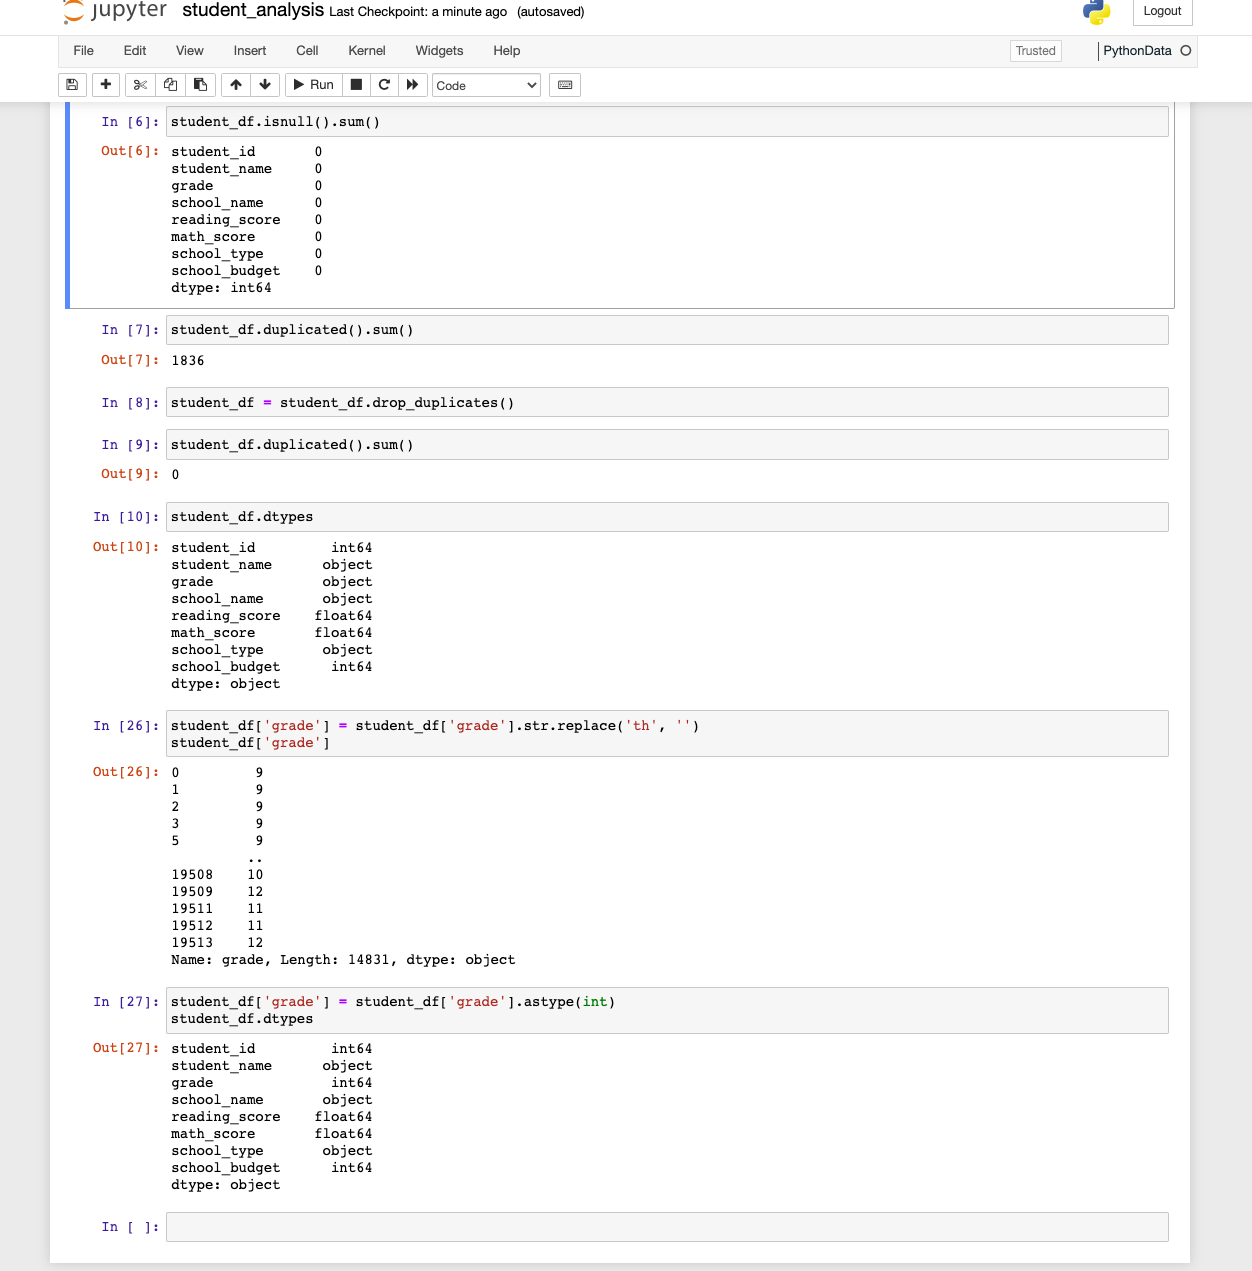 jupyter student_analysis Last Checkpoint: a minute ago (autosaved) Logout
File Edit View Insert Cell Kernel Widgets Help Trusted PythonData
Run Code
In [6]: student_df.isnull().sum()
Out[6]: student_id 0
student_name 0
grade 0
school_name 0
reading_score 0
math_score 0
school_type 0
school_budget 0
dtype: int64
In [7]: student_df.duplicated().sum()
Out[7]: 1836
In [8]: student_df = student_df.drop_duplicates()
In [9]: student_df.duplicated().sum()
Out[9]: 0
In [10]: student_df.dtypes
Out[10]: student_id int64
student_name object
grade object
school_name object
reading_score float64
math_score float64
school_type object
school_budget int64
dtype: object
In [26]: student_df['grade'] = student_df['grade'].str.replace('th', '')
student_df['grade']
Out[26]: 0 9
1 9
2 9
3 9
5 9
..
19508 10
19509 12
19511 11
19512 11
19513 12
Name: grade, Length: 14831, dtype: object
In [27]: student_df['grade'] = student_df['grade'].astype(int)
student_df.dtypes
Out[27]: student_id int64
student_name object
grade int64
school_name object
reading_score float64
math_score float64
school_type object
school_budget int64
dtype: object
In [ ]: